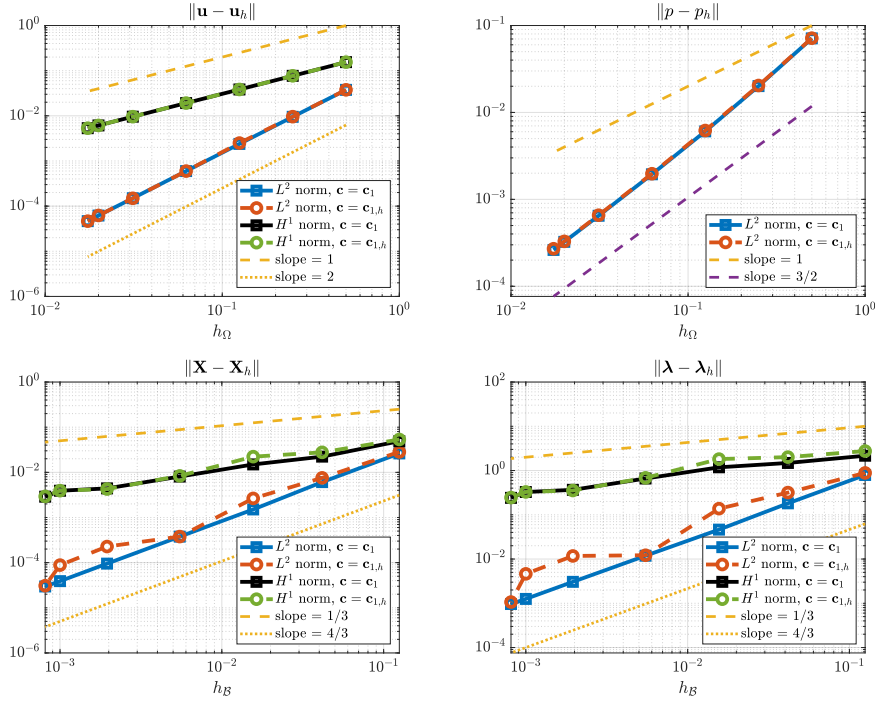 ‖u − u_h‖
10^0
10^−2
10^−4
10^−6
L^2 norm, c = c_1
L^2 norm, c = c_{1,h}
H^1 norm, c = c_1
H^1 norm, c = c_{1,h}
slope = 1
slope = 2
10^−2
10^−1
10^0
h_Ω
‖p − p_h‖
10^−1
10^−2
10^−3
10^−4
L^2 norm, c = c_1
L^2 norm, c = c_{1,h}
slope = 1
slope = 3/2
10^−2
10^−1
10^0
h_Ω
‖X − X_h‖
10^0
10^−2
10^−4
10^−6
L^2 norm, c = c_1
L^2 norm, c = c_{1,h}
H^1 norm, c = c_1
H^1 norm, c = c_{1,h}
slope = 1/3
slope = 4/3
10^−3
10^−2
10^−1
h_ℬ
‖λ − λ_h‖
10^2
10^0
10^−2
10^−4
L^2 norm, c = c_1
L^2 norm, c = c_{1,h}
H^1 norm, c = c_1
H^1 norm, c = c_{1,h}
slope = 1/3
slope = 4/3
10^−3
10^−2
10^−1
h_ℬ